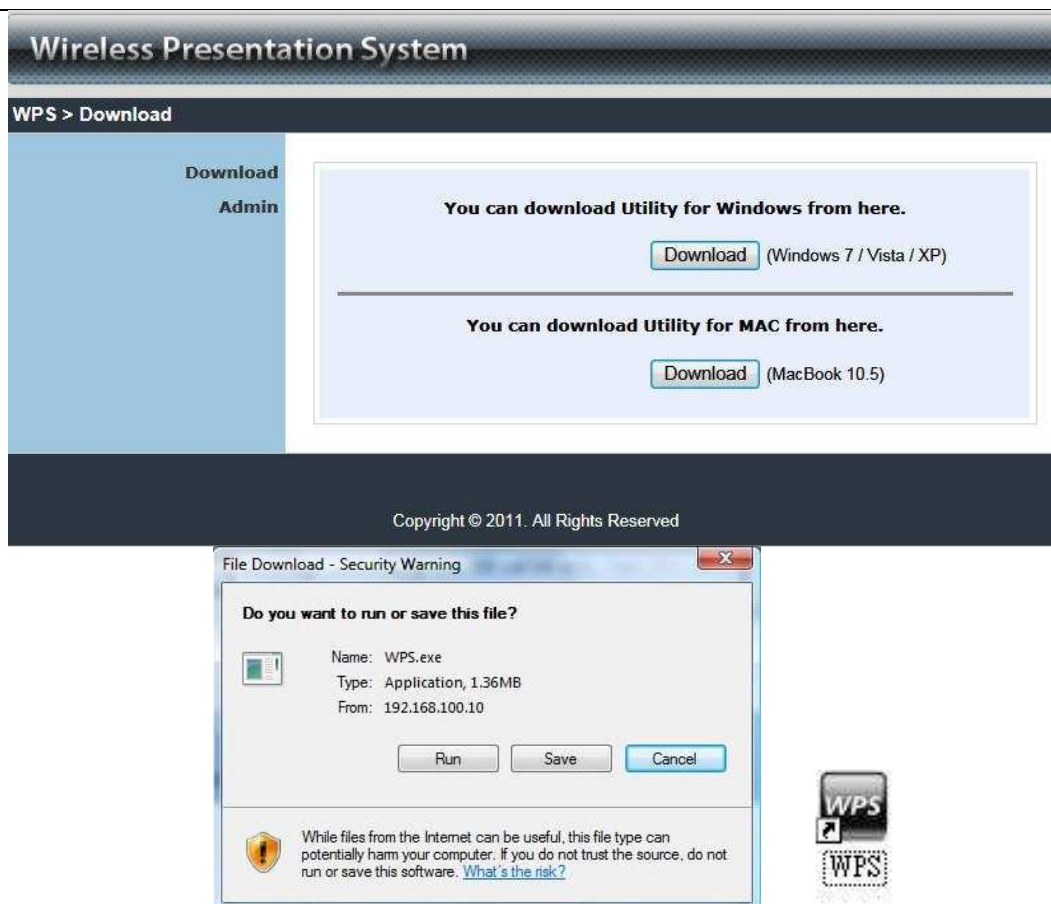 Wireless Presentation System
WPS > Download
Download
Admin
You can download Utility for Windows from here.
Download (Windows 7 / Vista / XP)
You can download Utility for MAC from here.
Download (MacBook 10.5)
Copyright © 2011. All Rights Reserved
File Download - Security Warning
Do you want to run or save this file?
Name: WPS.exe
Type: Application, 1.36MB
From: 192.168.100.10
Run Save Cancel
While files from the Internet can be useful, this file type can
potentially harm your computer. If you do not trust the source, do not
run or save this software. What's the risk?
WPS
WPS